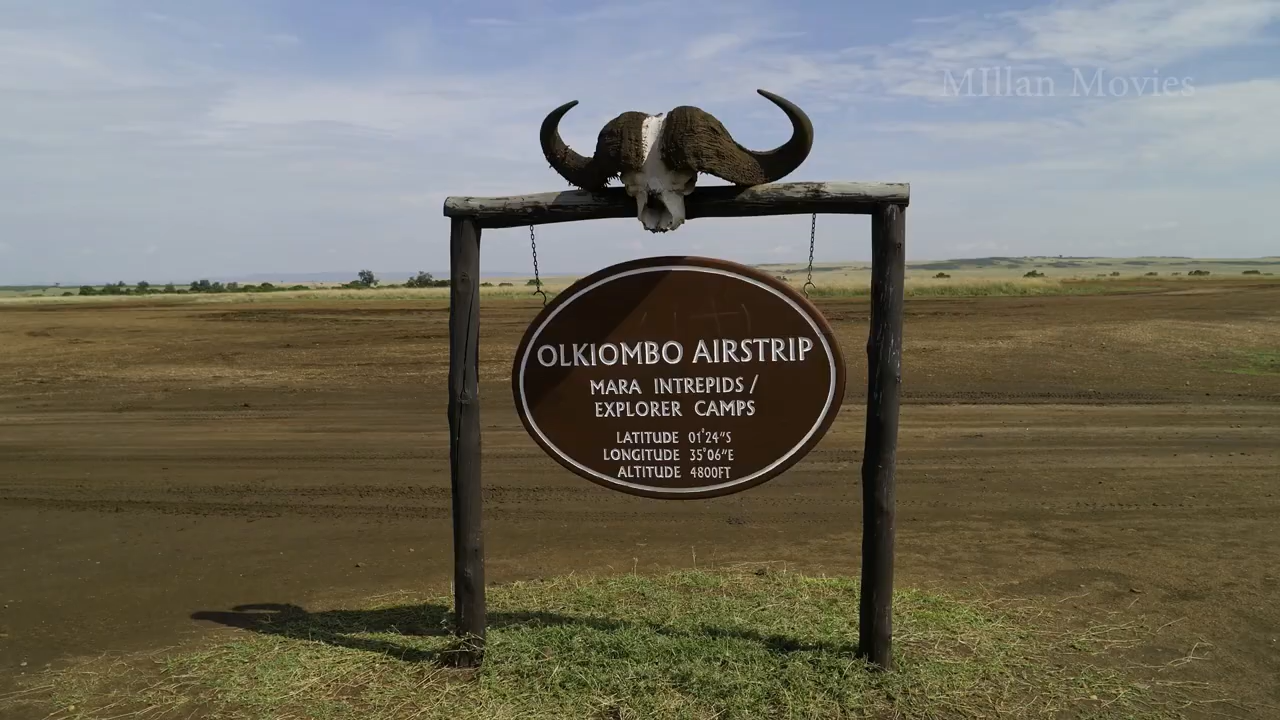 MIllan Movies
OLKIOMBO AIRSTRIP
MARA INTREPIDS /
EXPLORER CAMPS
LATITUDE 01°24"S
LONGITUDE 35°06"E
ALTITUDE 4800FT